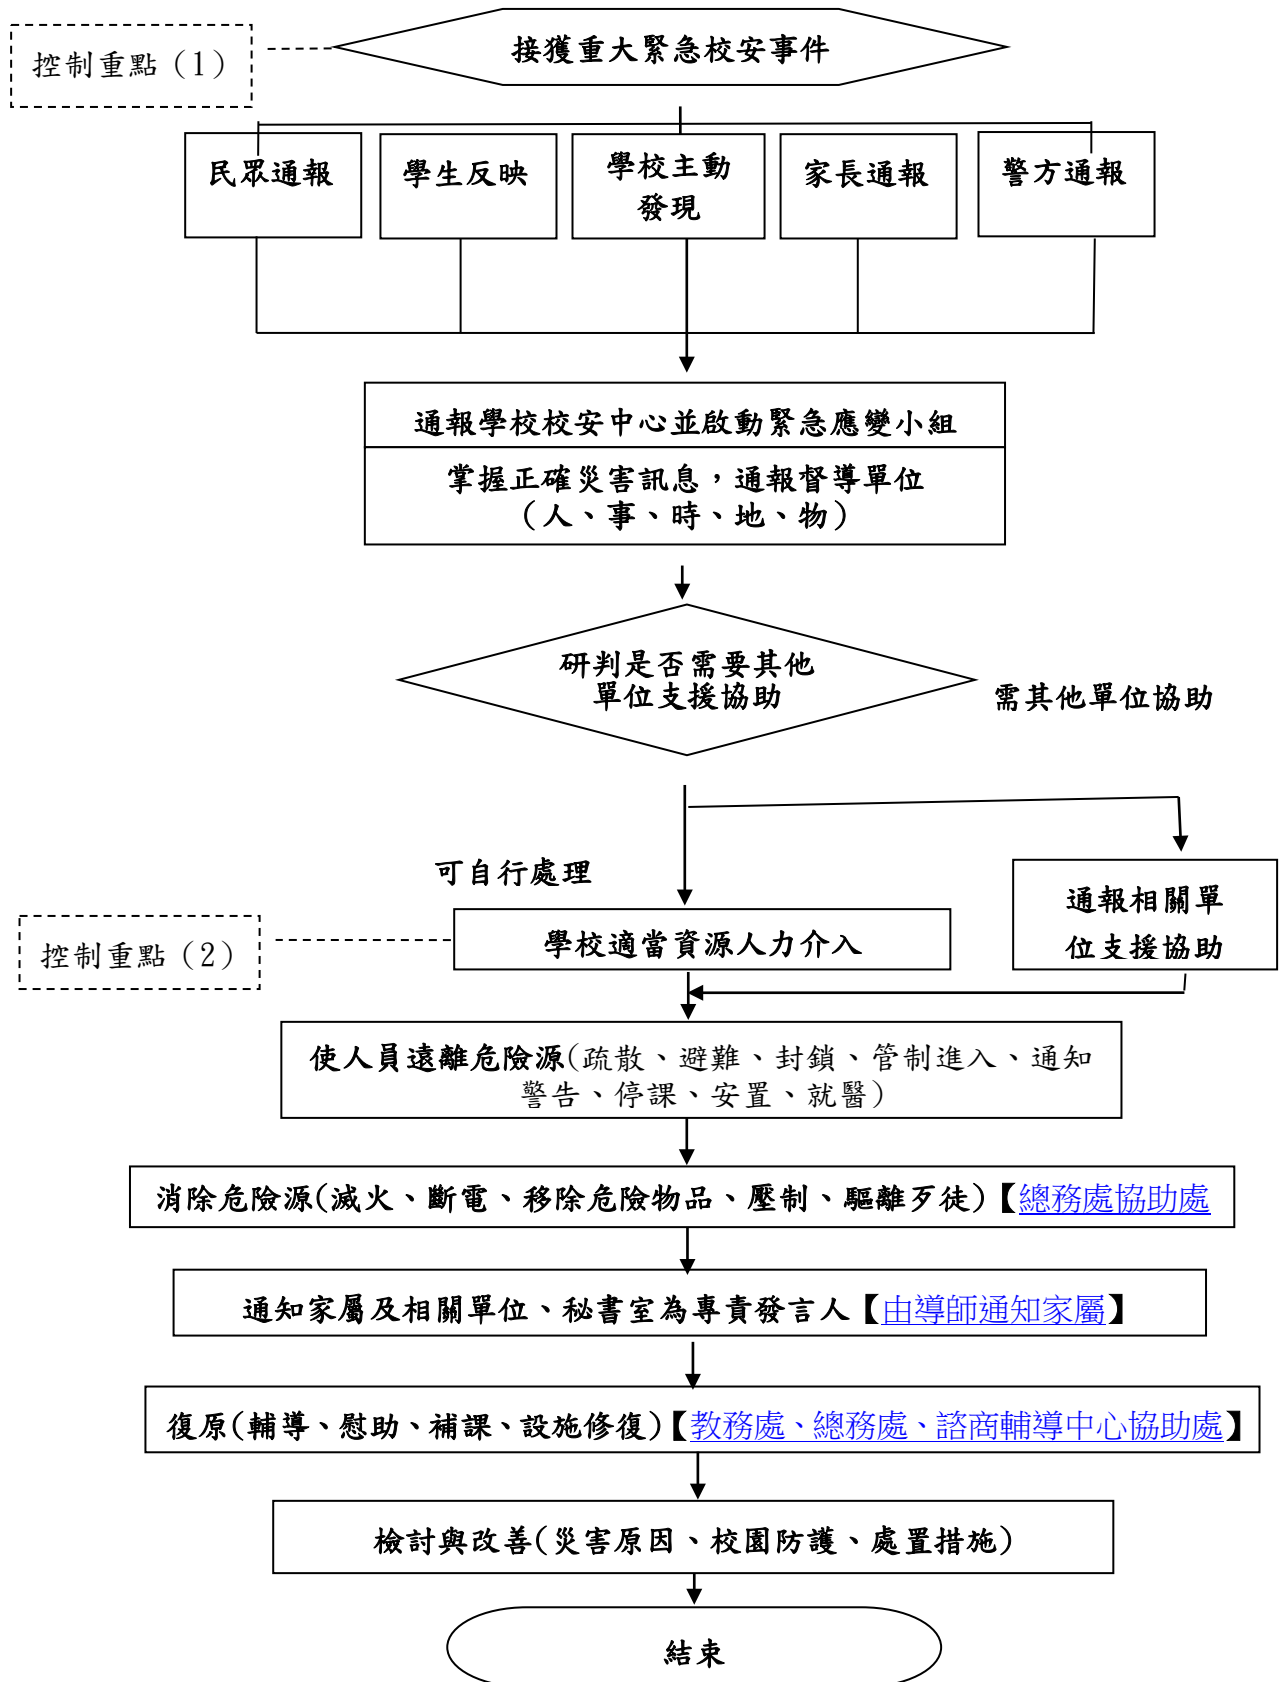 接獲重大緊急校安事件
控制重點（1）
民眾通報
學生反映
學校主動
發現
家長通報
警方通報
通報學校校安中心並啟動緊急應變小組
掌握正確災害訊息，通報督導單位
（人、事、時、地、物）
研判是否需要其他
單位支援協助
需其他單位協助
可自行處理
通報相關單
位支援協助
控制重點（2）
學校適當資源人力介入
使人員遠離危險源(疏散、避難、封鎖、管制進入、通知
警告、停課、安置、就醫)
消除危險源(滅火、斷電、移除危險物品、壓制、驅離歹徒)【總務處協助處
通知家屬及相關單位、秘書室為專責發言人【由導師通知家屬】
復原(輔導、慰助、補課、設施修復)【教務處、總務處、諮商輔導中心協助處】
檢討與改善(災害原因、校園防護、處置措施)
結束